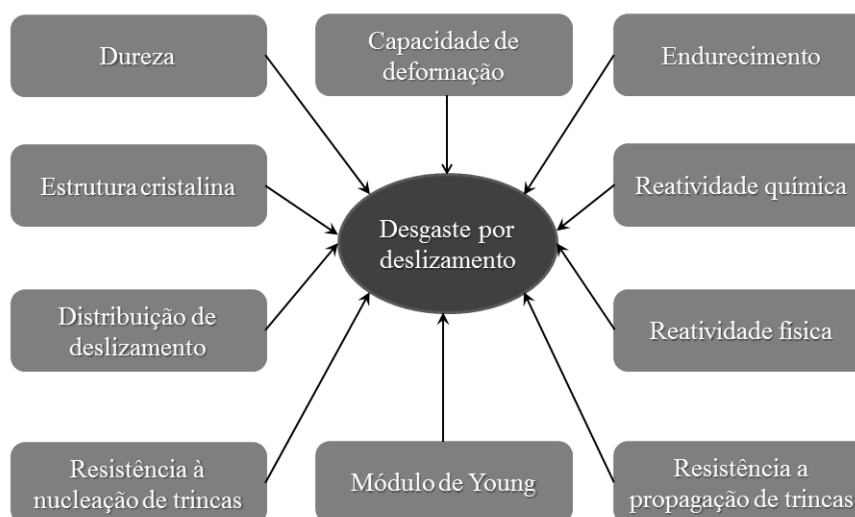 Dureza
Capacidade de
deformação
Endurecimento
Estrutura cristalina
Reatividade química
Desgaste por
deslizamento
Distribuição de
deslizamento
Reatividade física
Resistência à
nucleação de trincas
Módulo de Young
Resistência a
propagação de trincas